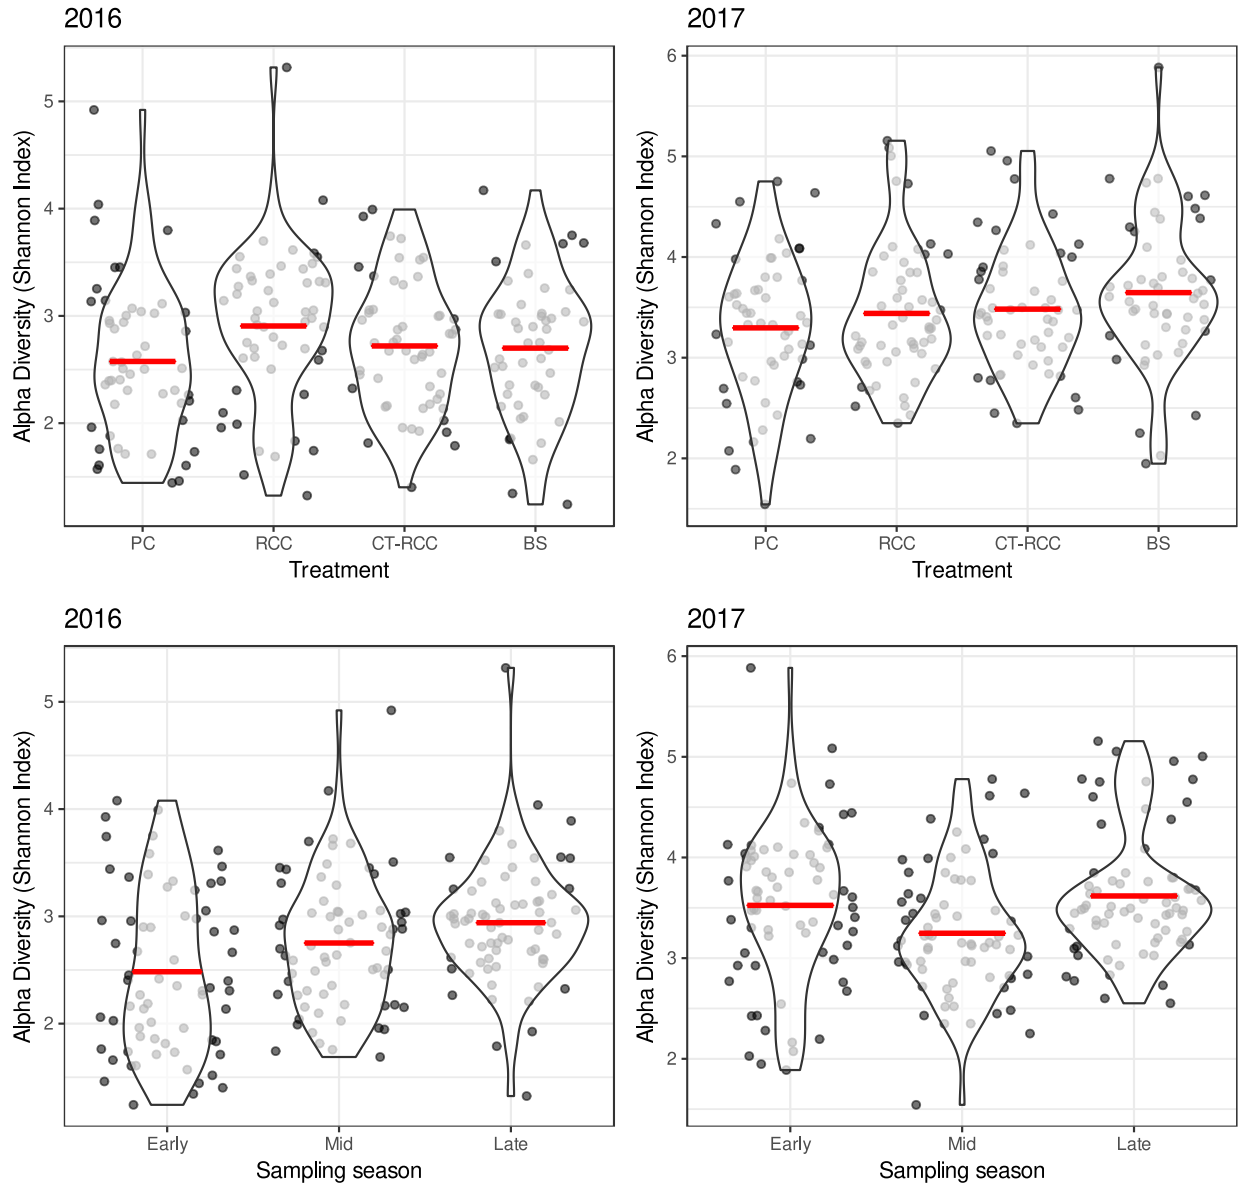 2016
Alpha Diversity (Shannon Index)
5
4
3
2
PC
RCC
CT-RCC
BS
Treatment
2017
Alpha Diversity (Shannon Index)
6
5
4
3
2
PC
RCC
CT-RCC
BS
Treatment
2016
Alpha Diversity (Shannon Index)
5
4
3
2
Early
Mid
Late
Sampling season
2017
Alpha Diversity (Shannon Index)
6
5
4
3
2
Early
Mid
Late
Sampling season